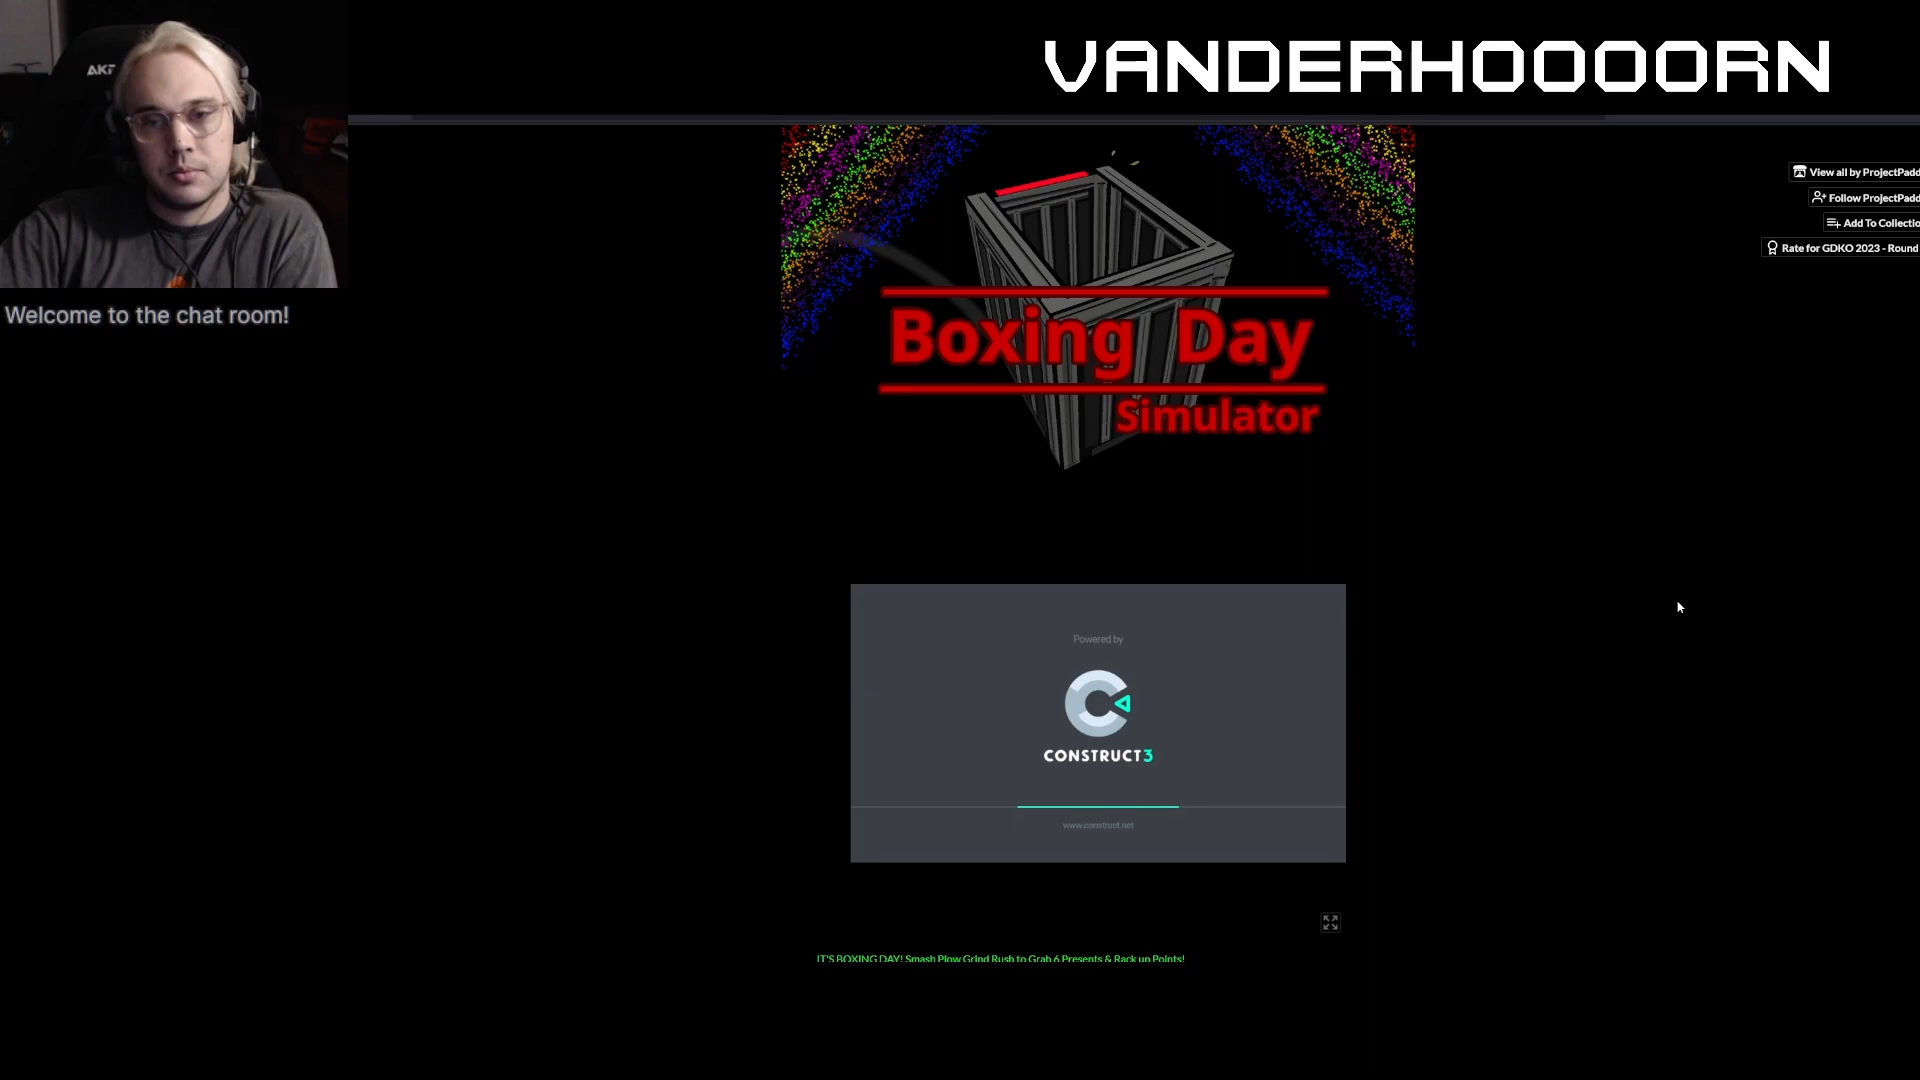 VANDERHOOOORN
AK
Welcome to the chat room!
View all by ProjectPadd
Follow ProjectPadd
Add To Collectio
Rate for GDKO 2023 - Round
Boxing Day
Simulator
Powered by
CONSTRUCT3
www.construct.net
IT'S BOXING DAY! Smash Plow Grind Rush to Grab 6 Presents & Rack up Points!